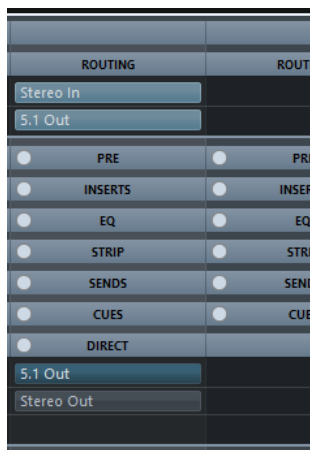 ROUTING ROUT
Stereo In
5.1 Out
PRE PRE
INSERTS INSER
EQ EQ
STRIP STRI
SENDS SEND
CUES CUE
DIRECT
5.1 Out
Stereo Out